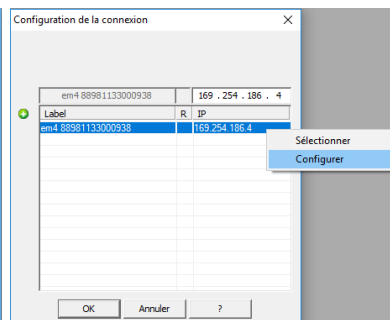 Configuration de la connexion
em4 88981133000938 169 . 254 . 186 . 4
Label R IP
em4 88981133000938 169.254.186.4
Sélectionner
Configurer
OK Annuler ?